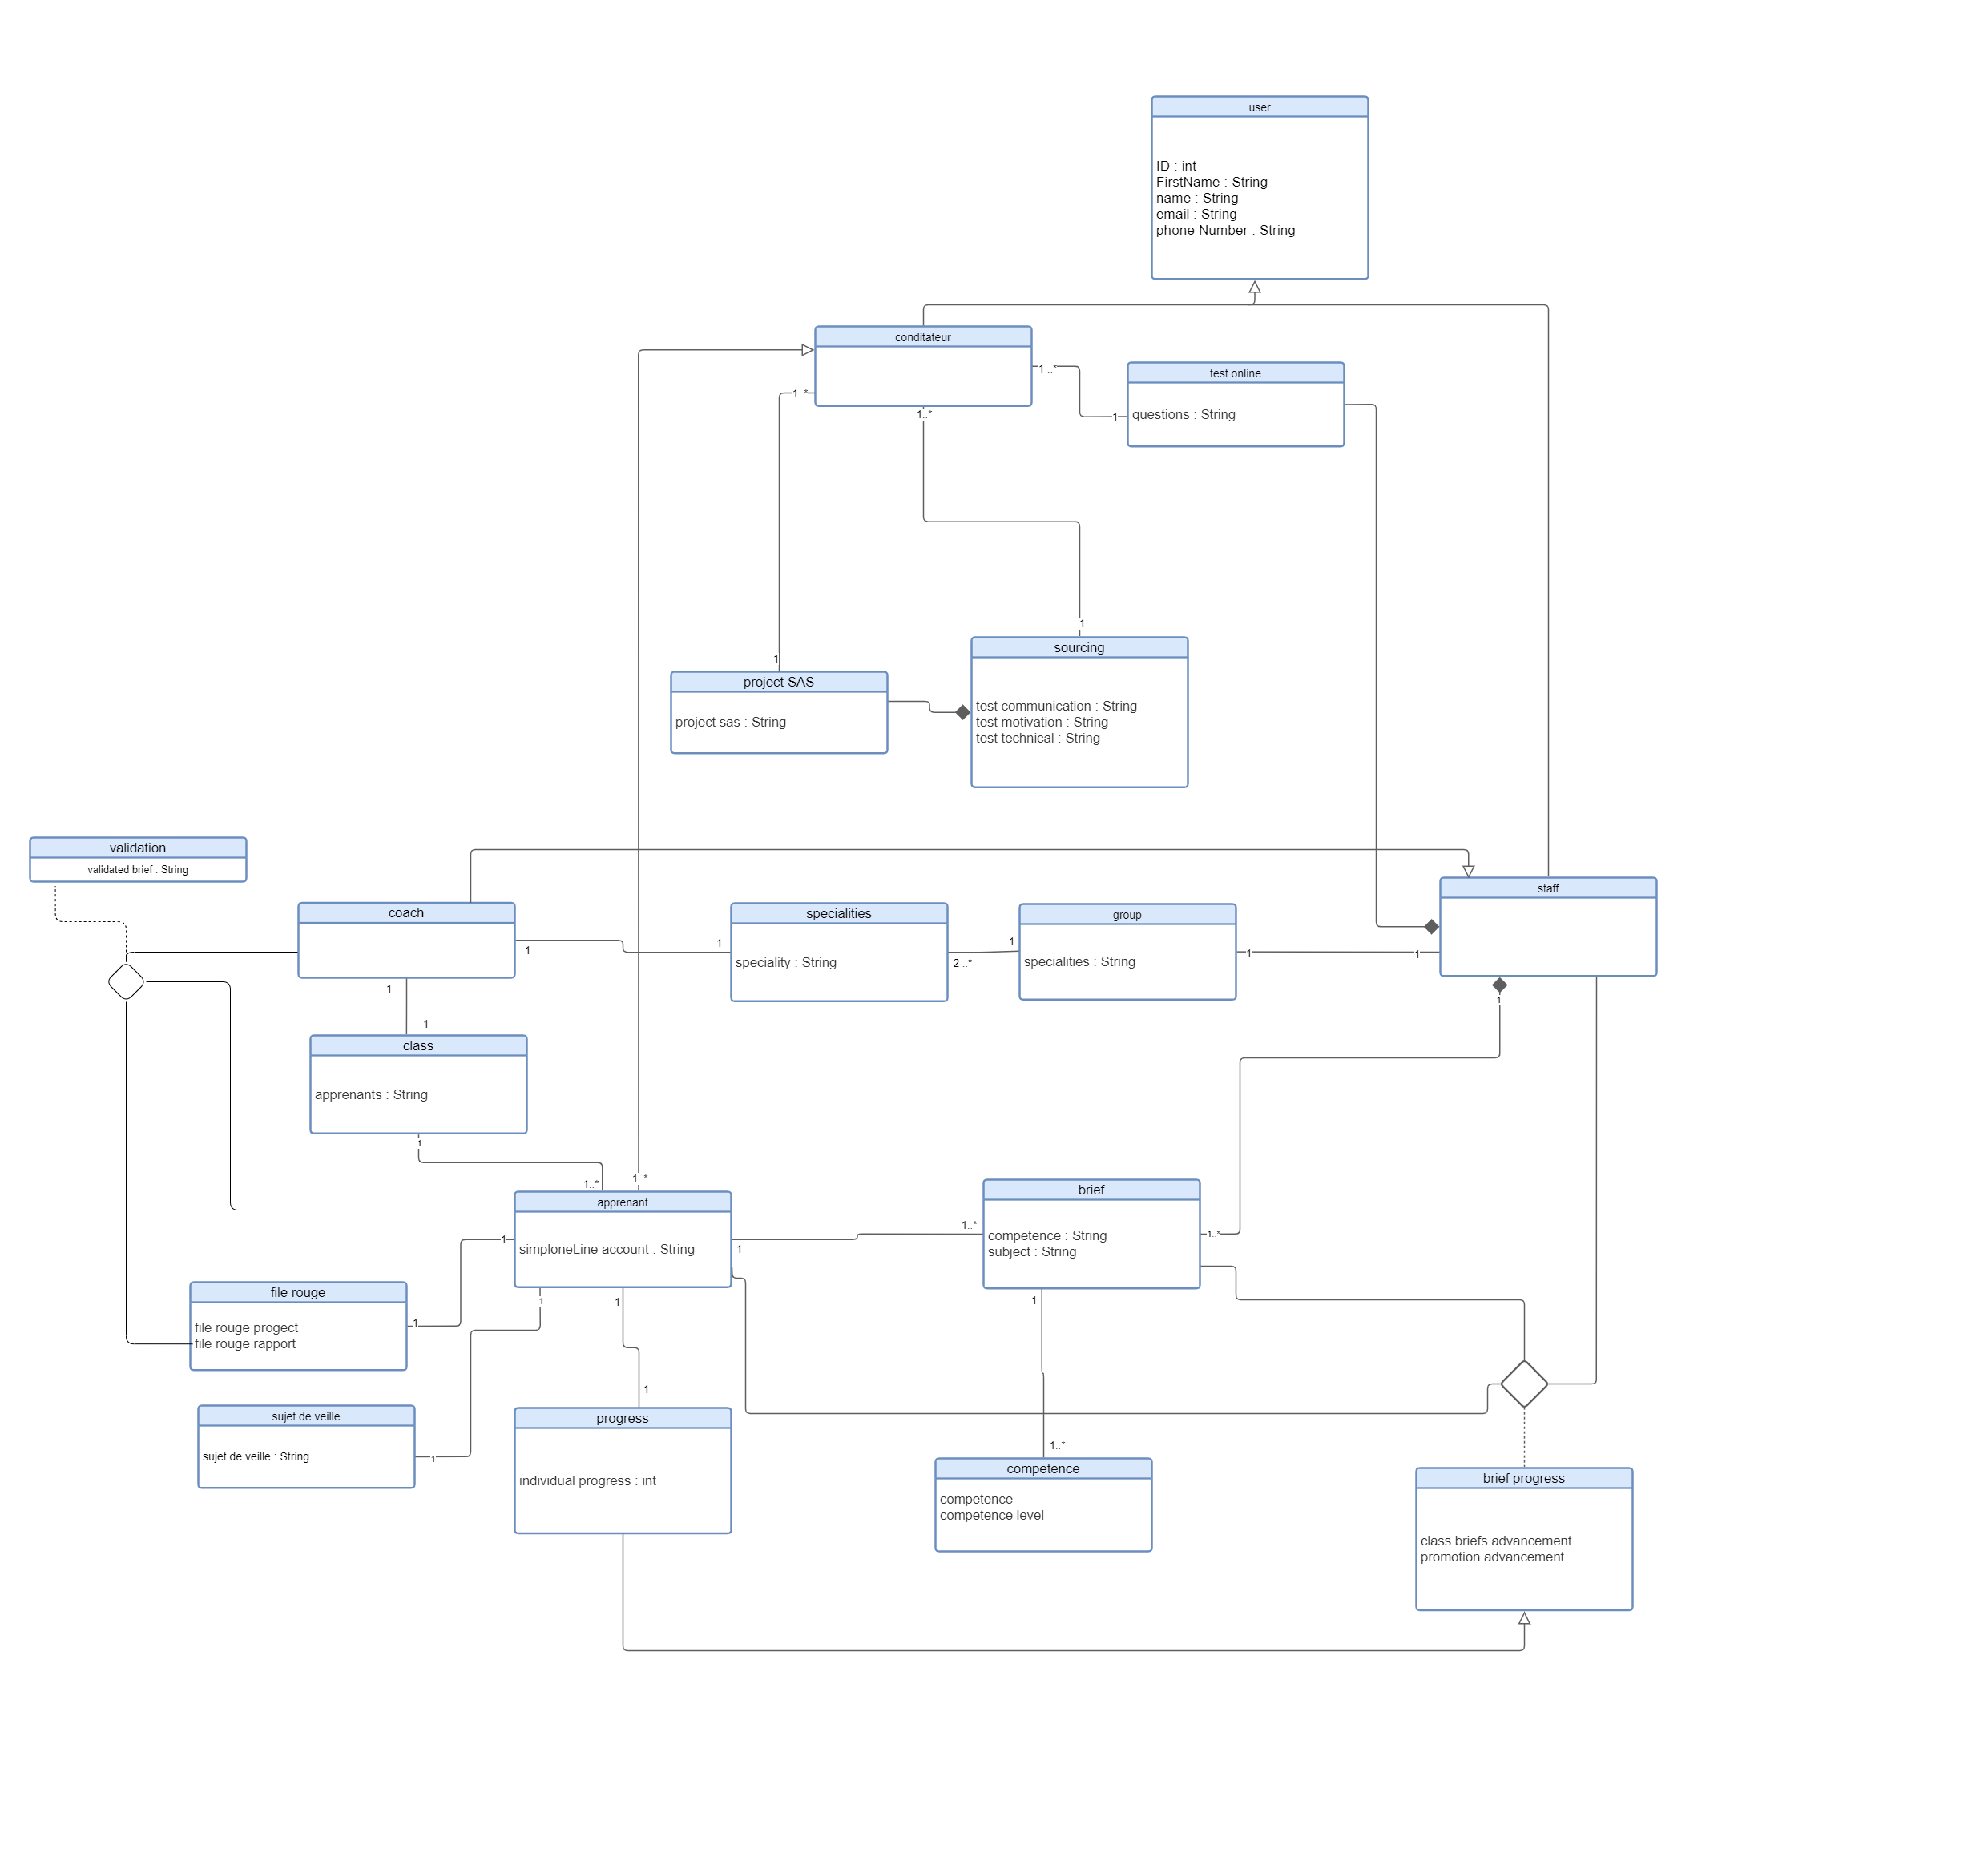 user
ID : int
FirstName : String
name : String
email : String
phone Number : String
conditateur
1 ..*
test online
1..*
1..*
questions : String
1
1
sourcing
1
project SAS
test communication : String
project sas : String
test motivation : String
test technical : String
validation
validated brief : String
staff
coach
specialities
group
1
1
1
1
1
speciality : String
2 ..*
specialities : String
1
1
1
class
apprenants : String
1
1..*
1..*
brief
apprenant
1..*
1..*
competence : String
1
1
simploneLine account : String
subject : String
file rouge
1
1
1
file rouge progect
1
file rouge rapport
1
sujet de veille
progress
1..*
sujet de veille : String
1
competence
brief progress
individual progress : int
competence
competence level
class briefs advancement
promotion advancement